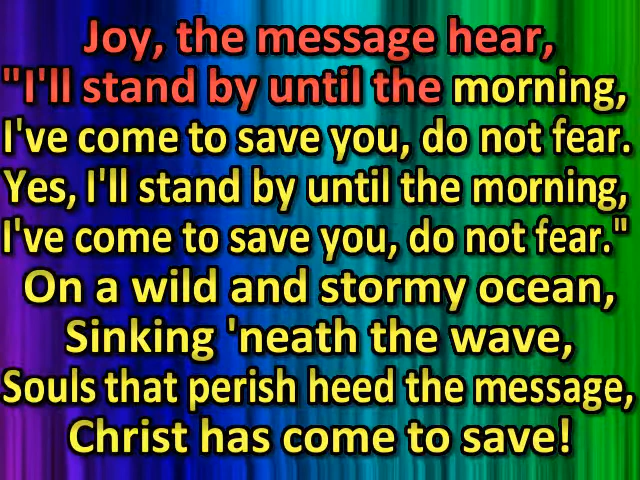 Joy, the message hear,
"I'll stand by until the morning,
I've come to save you, do not fear.
Yes, I'll stand by until the morning,
I've come to save you, do not fear."
On a wild and stormy ocean,
Sinking 'neath the wave,
Souls that perish heed the message,
Christ has come to save!